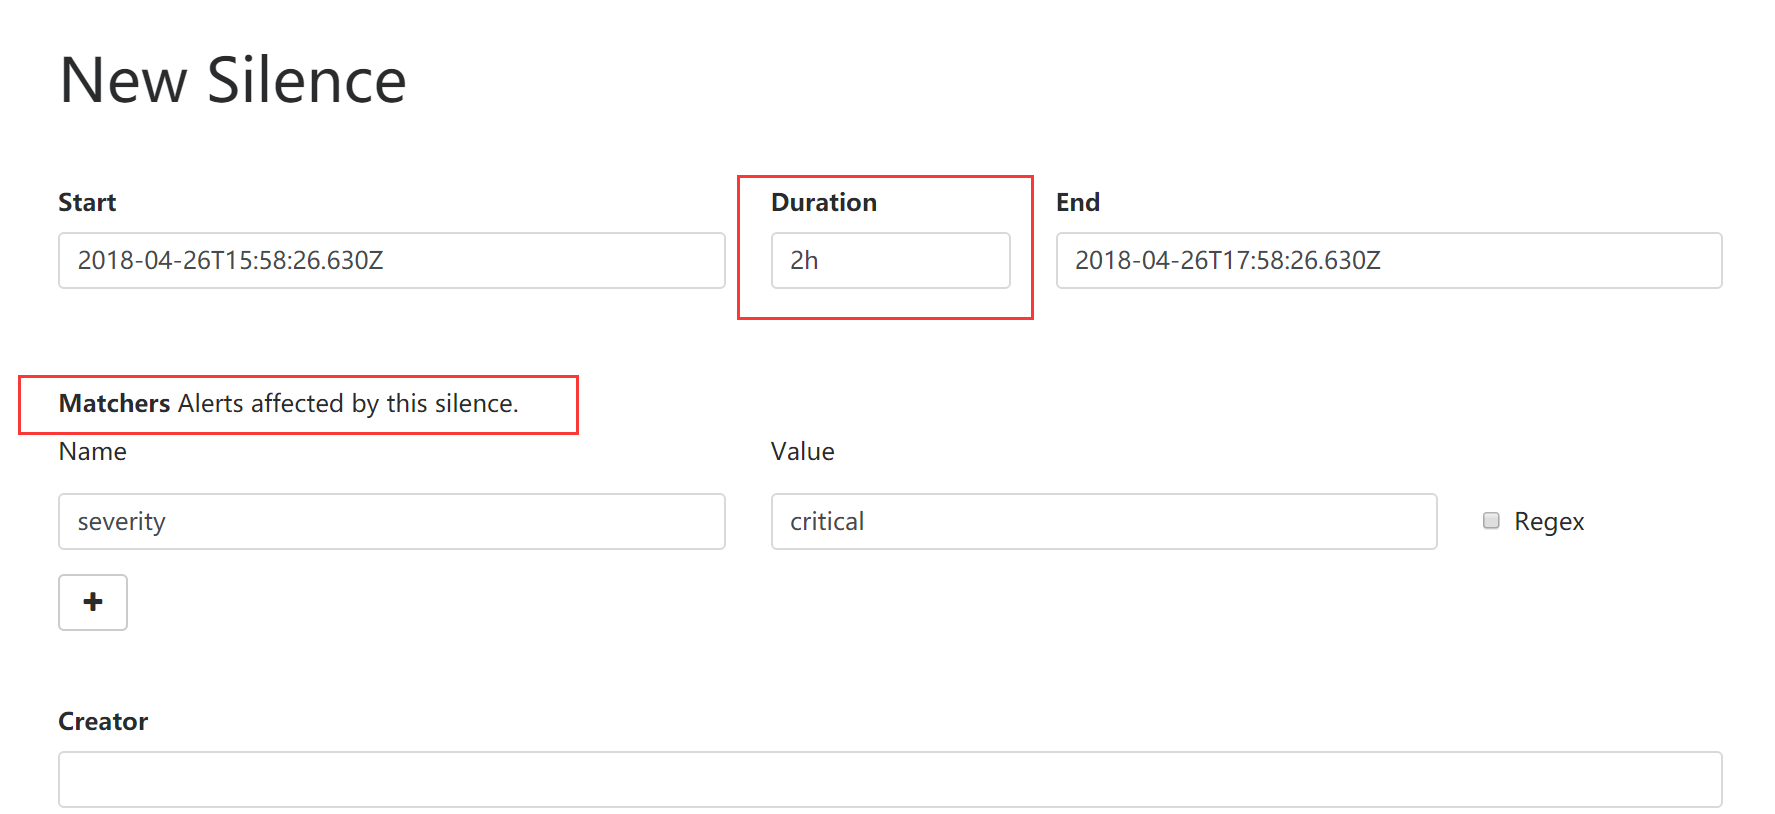 New Silence
Start Duration End
2018-04-26T15:58:26.630Z 2h 2018-04-26T17:58:26.630Z
Matchers Alerts affected by this silence.
Name Value
severity critical Regex
+
Creator